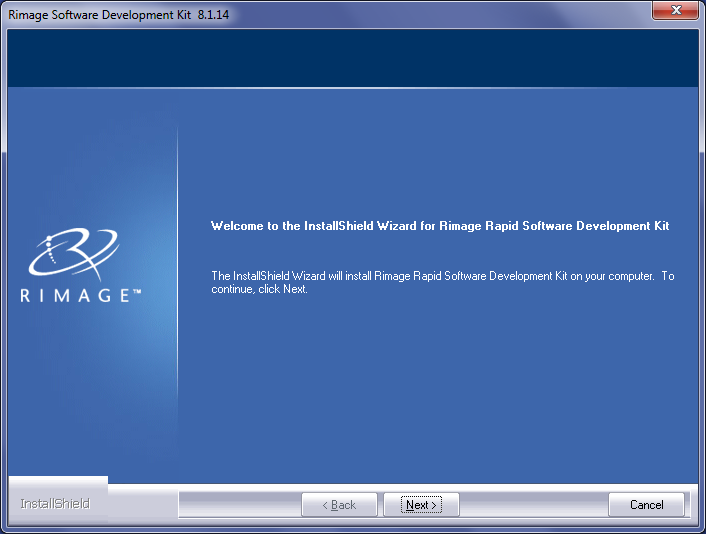 Rimage Software Development Kit 8.1.14
Welcome to the InstallShield Wizard for Rimage Rapid Software Development Kit
The InstallShield Wizard will install Rimage Rapid Software Development Kit on your computer. To
continue, click Next.
RIMAGE™
InstallShield
< Back
Next >
Cancel